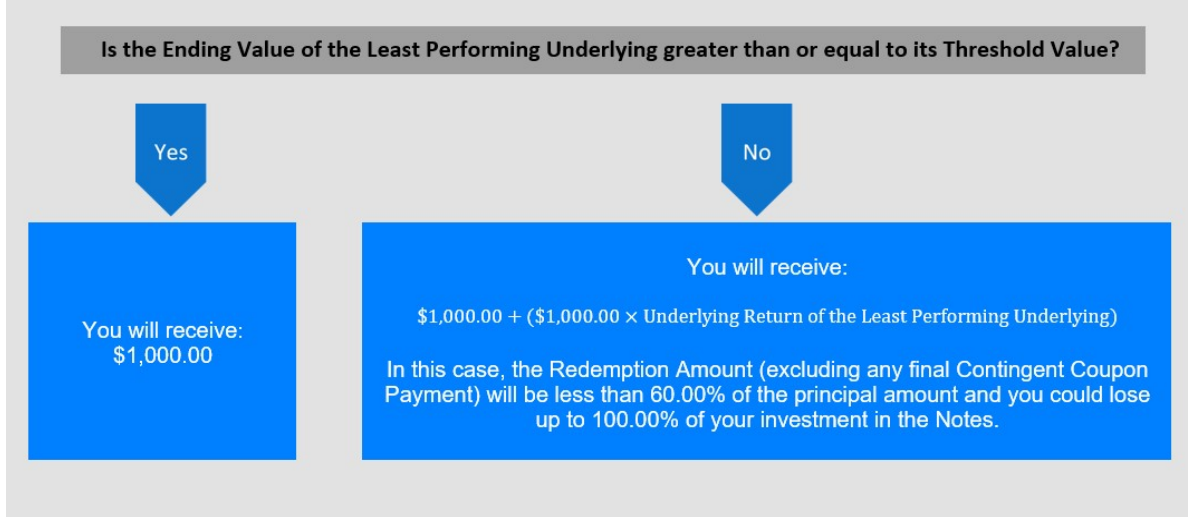 Is the Ending Value of the Least Performing Underlying greater than or equal to its Threshold Value?
Yes
No
You will receive:
$1,000.00
You will receive:
$1,000.00 + ($1,000.00 × Underlying Return of the Least Performing Underlying)
In this case, the Redemption Amount (excluding any final Contingent Coupon
Payment) will be less than 60.00% of the principal amount and you could lose
up to 100.00% of your investment in the Notes.